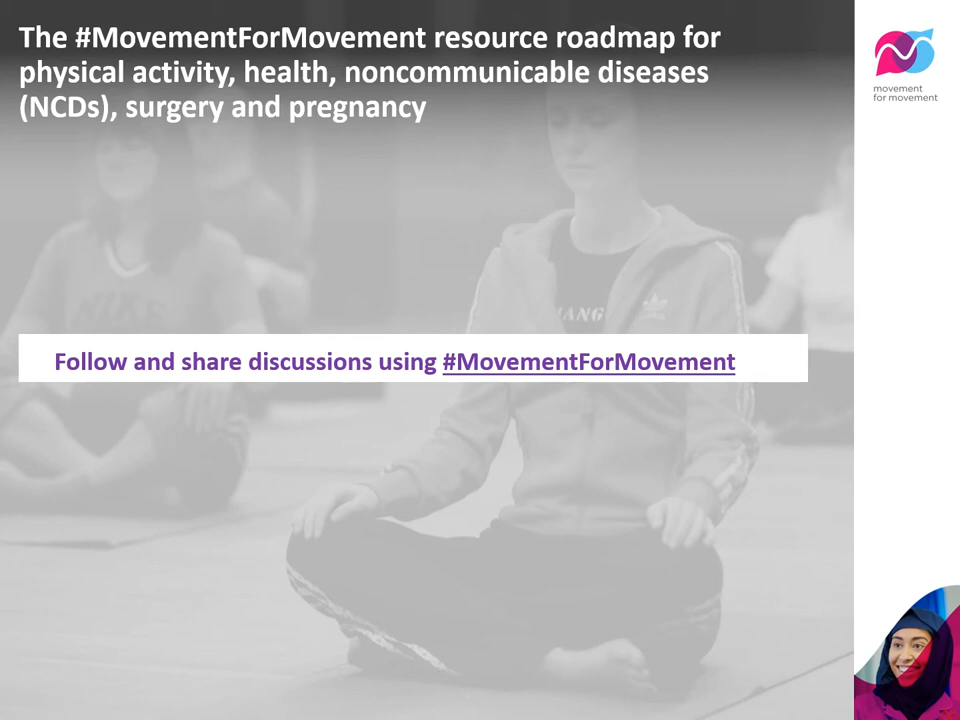 The #MovementForMovement resource roadmap for
physical activity, health, noncommunicable diseases
(NCDs), surgery and pregnancy
movement
for movement
NIKE
Follow and share discussions using #MovementForMovement